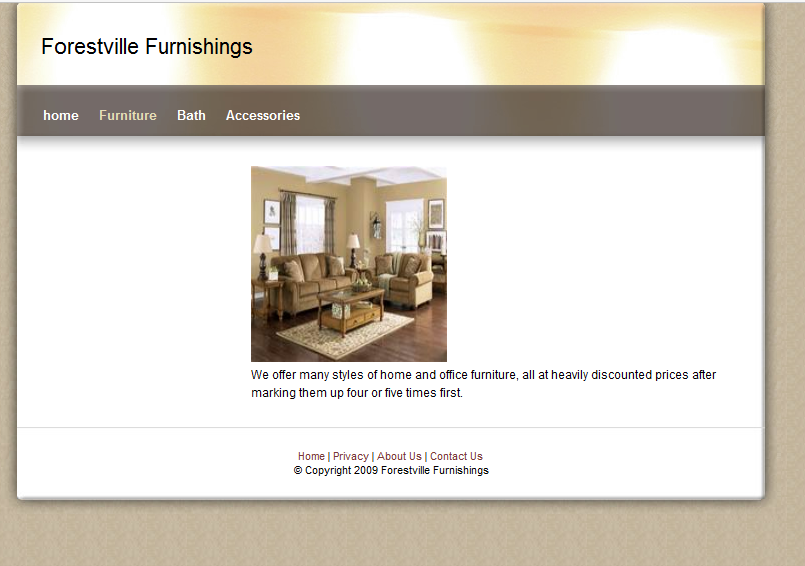 Forestville Furnishings
home Furniture Bath Accessories
We offer many styles of home and office furniture, all at heavily discounted prices after
marking them up four or five times first.
Home | Privacy | About Us | Contact Us
© Copyright 2009 Forestville Furnishings